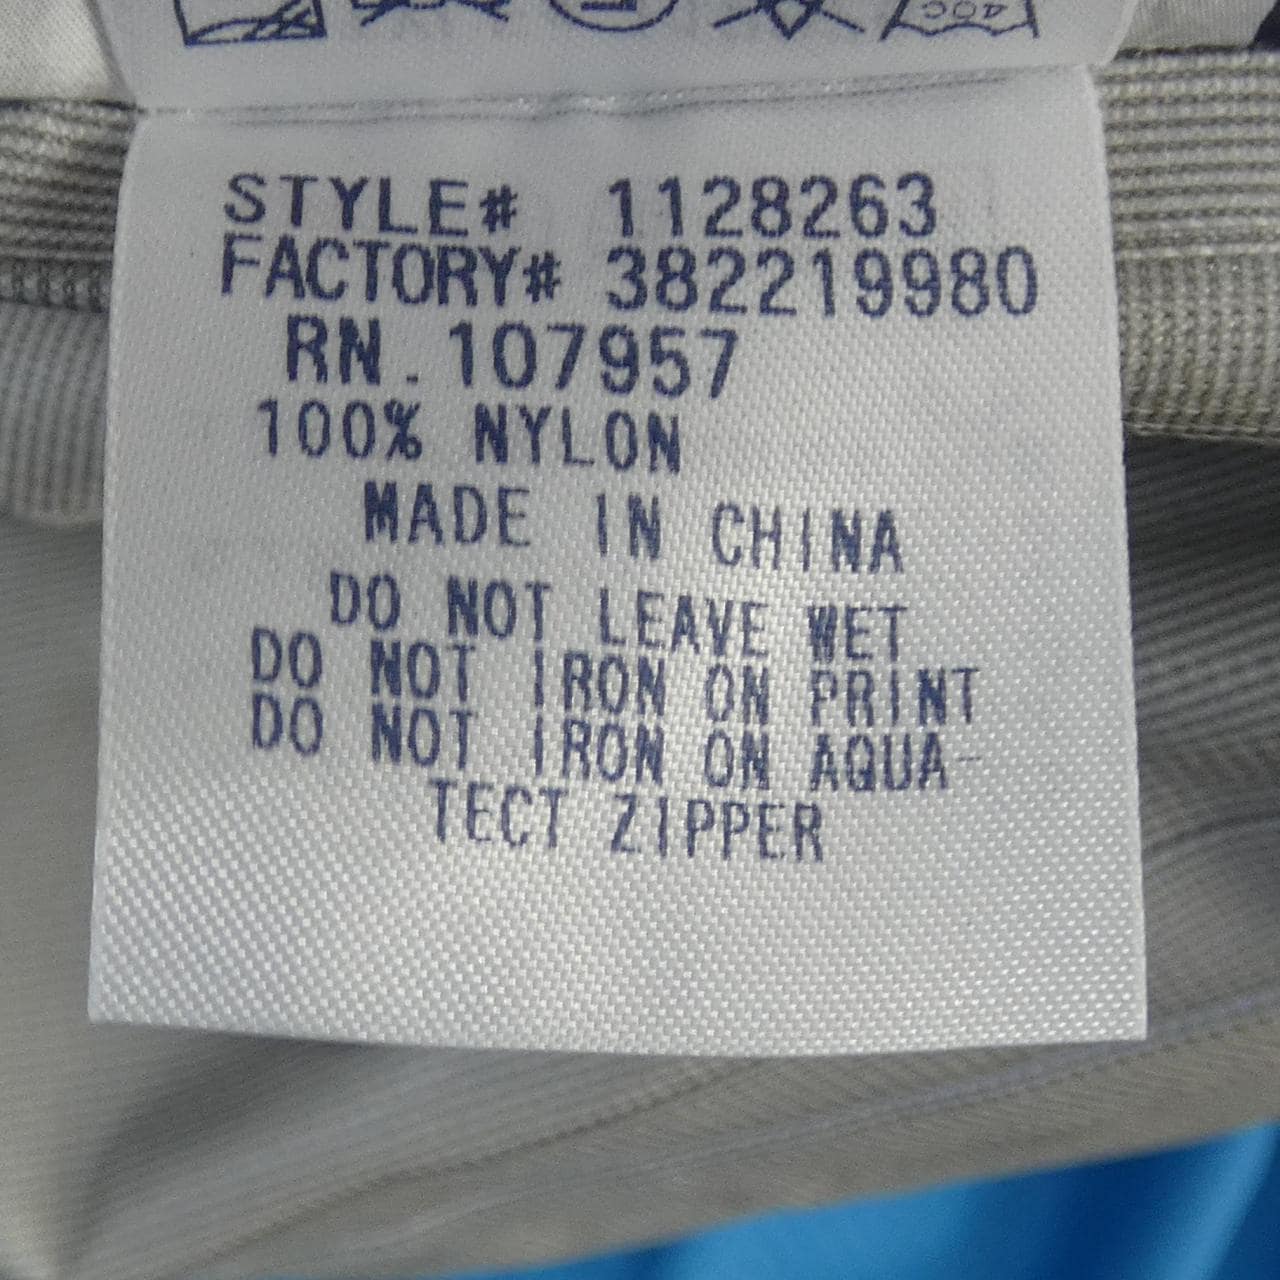 STYLE# 1128263
FACTORY# 382219980
RN.107957
100% NYLON
MADE IN CHINA
DO NOT LEAVE WET
DO NOT IRON ON PRINT
DO NOT IRON ON AQUA-
TECT ZIPPER